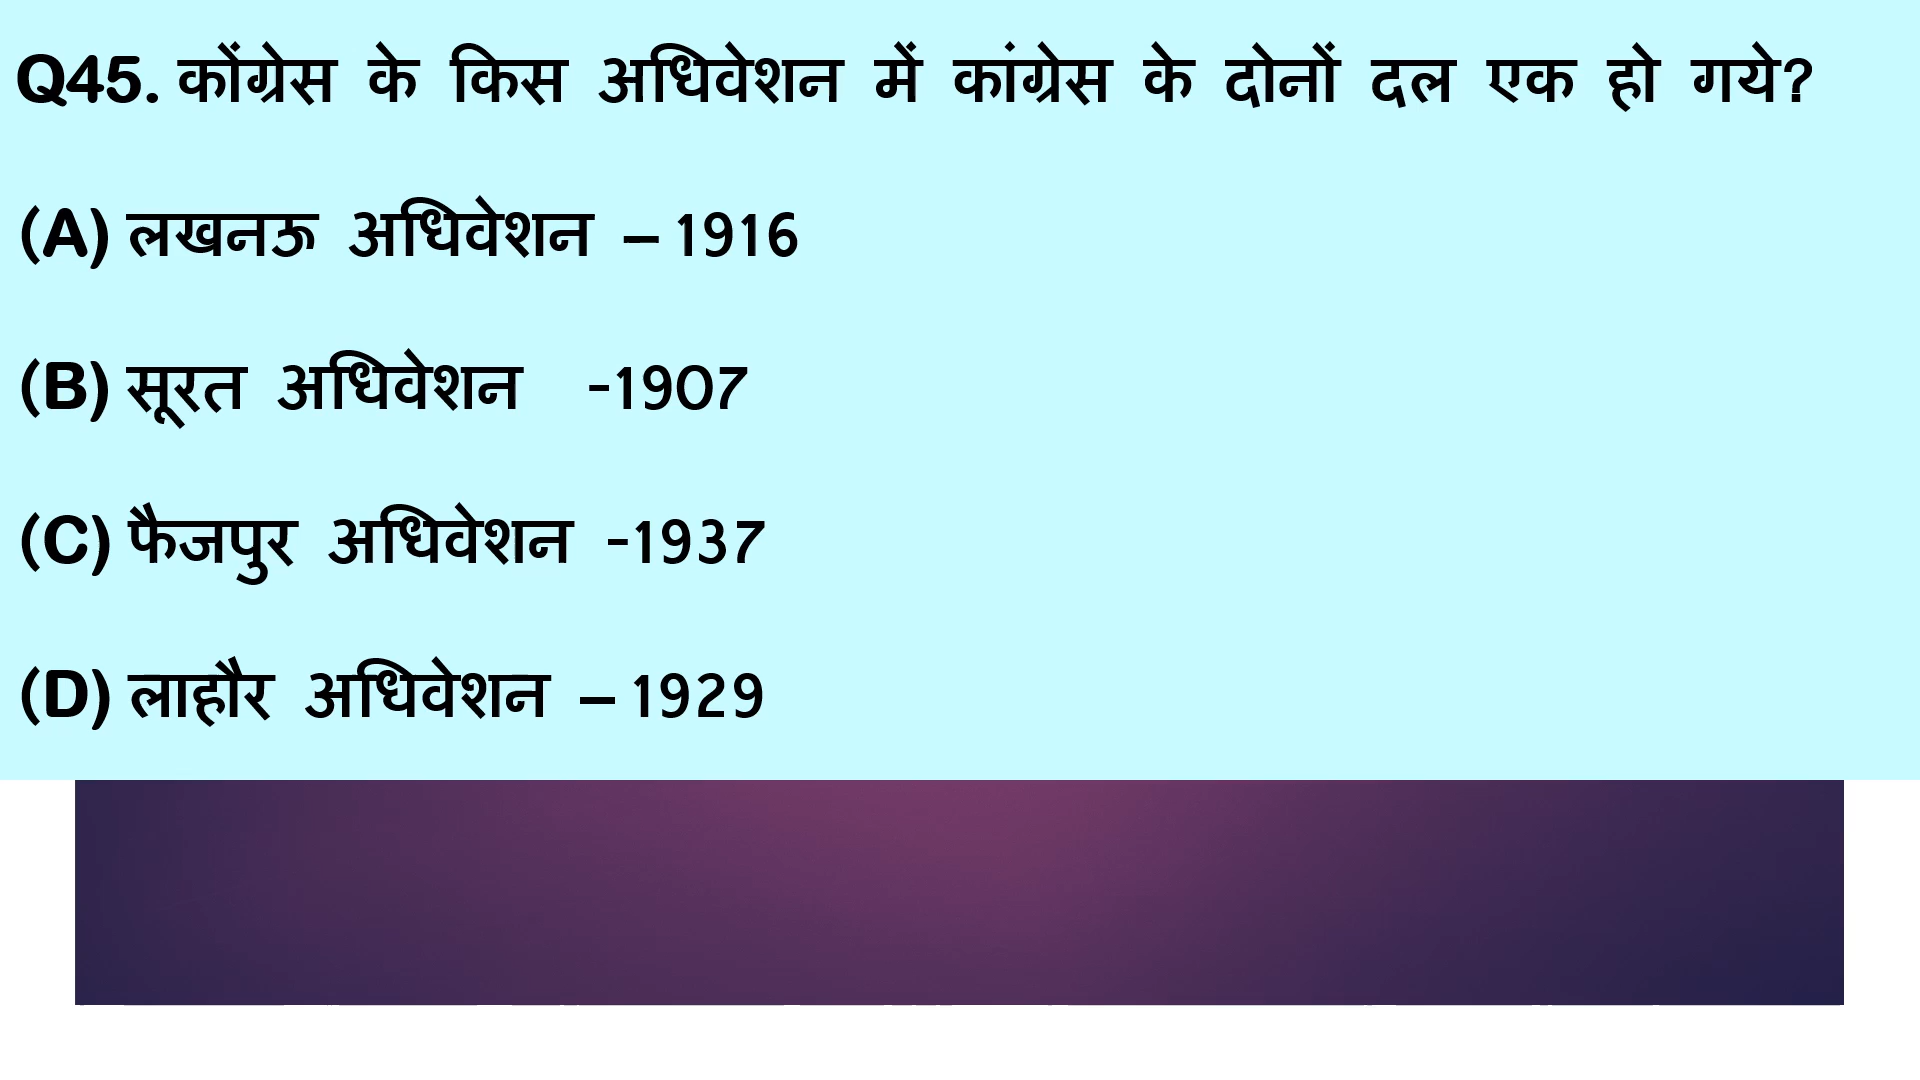 Q45. कोंग्रेस के किस अधिवेशन में कांग्रेस के दोनों दल एक हो गये?
(A) लखनऊ अधिवेशन – 1916
(B) सूरत अधिवेशन -1907
(C) फैजपुर अधिवेशन -1937
(D) लाहौर अधिवेशन – 1929